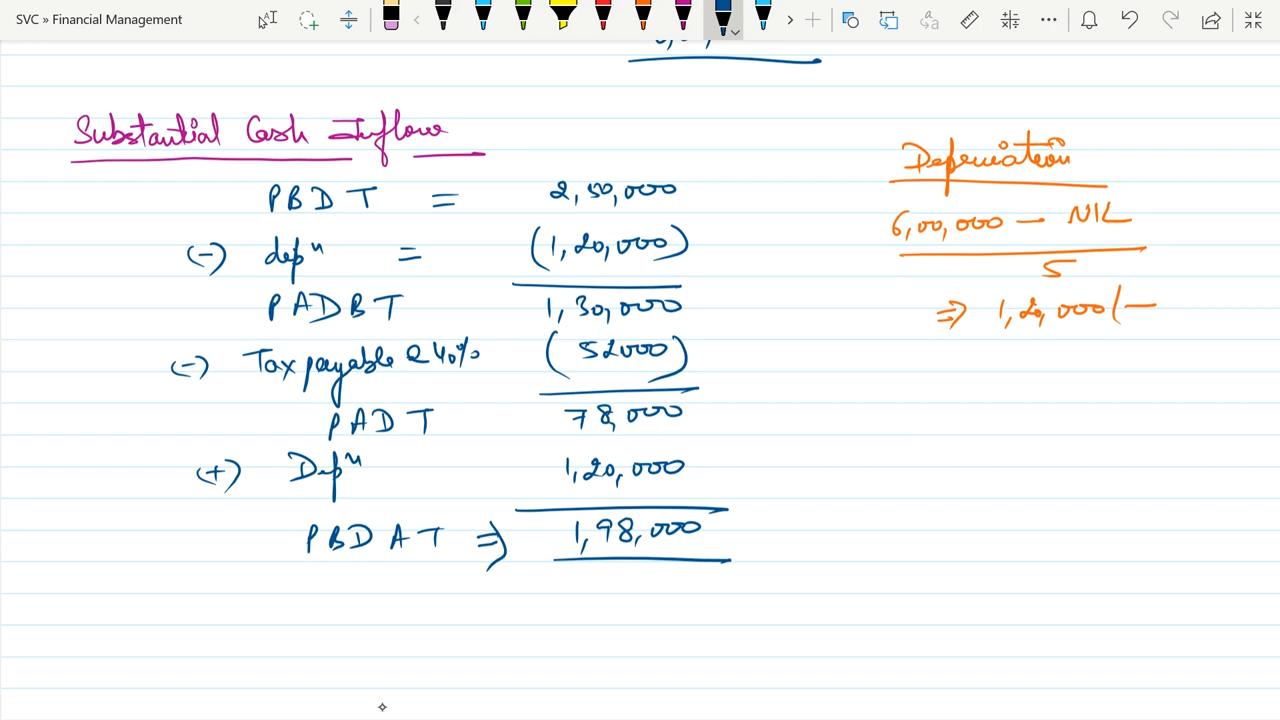 SVC » Financial Management
Substantial Cash Inflow
PBDT = 2,50,000
(-) depⁿ = (1,20,000)
PADBT 1,30,000
(-) Tax payable @ 40% (52000)
PADT 78,000
(+) Depⁿ 1,20,000
PBDAT ⇒ 1,98,000
Depreciation
6,00,000 — NIL
5
⇒ 1,20,000/-